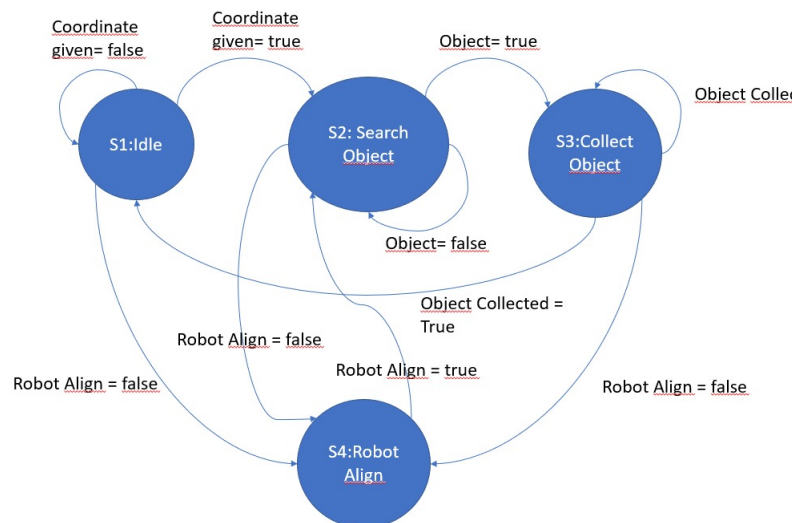 Coordinate
given= false
Coordinate
given= true
Object= true
Object
S1:Idle
S2: Search
Object
S3:Collect
Object
Object= false
Object Collected =
True
Robot Align = false
Robot Align = true
Robot Align = false
Robot Align = false
S4:Robot
Align